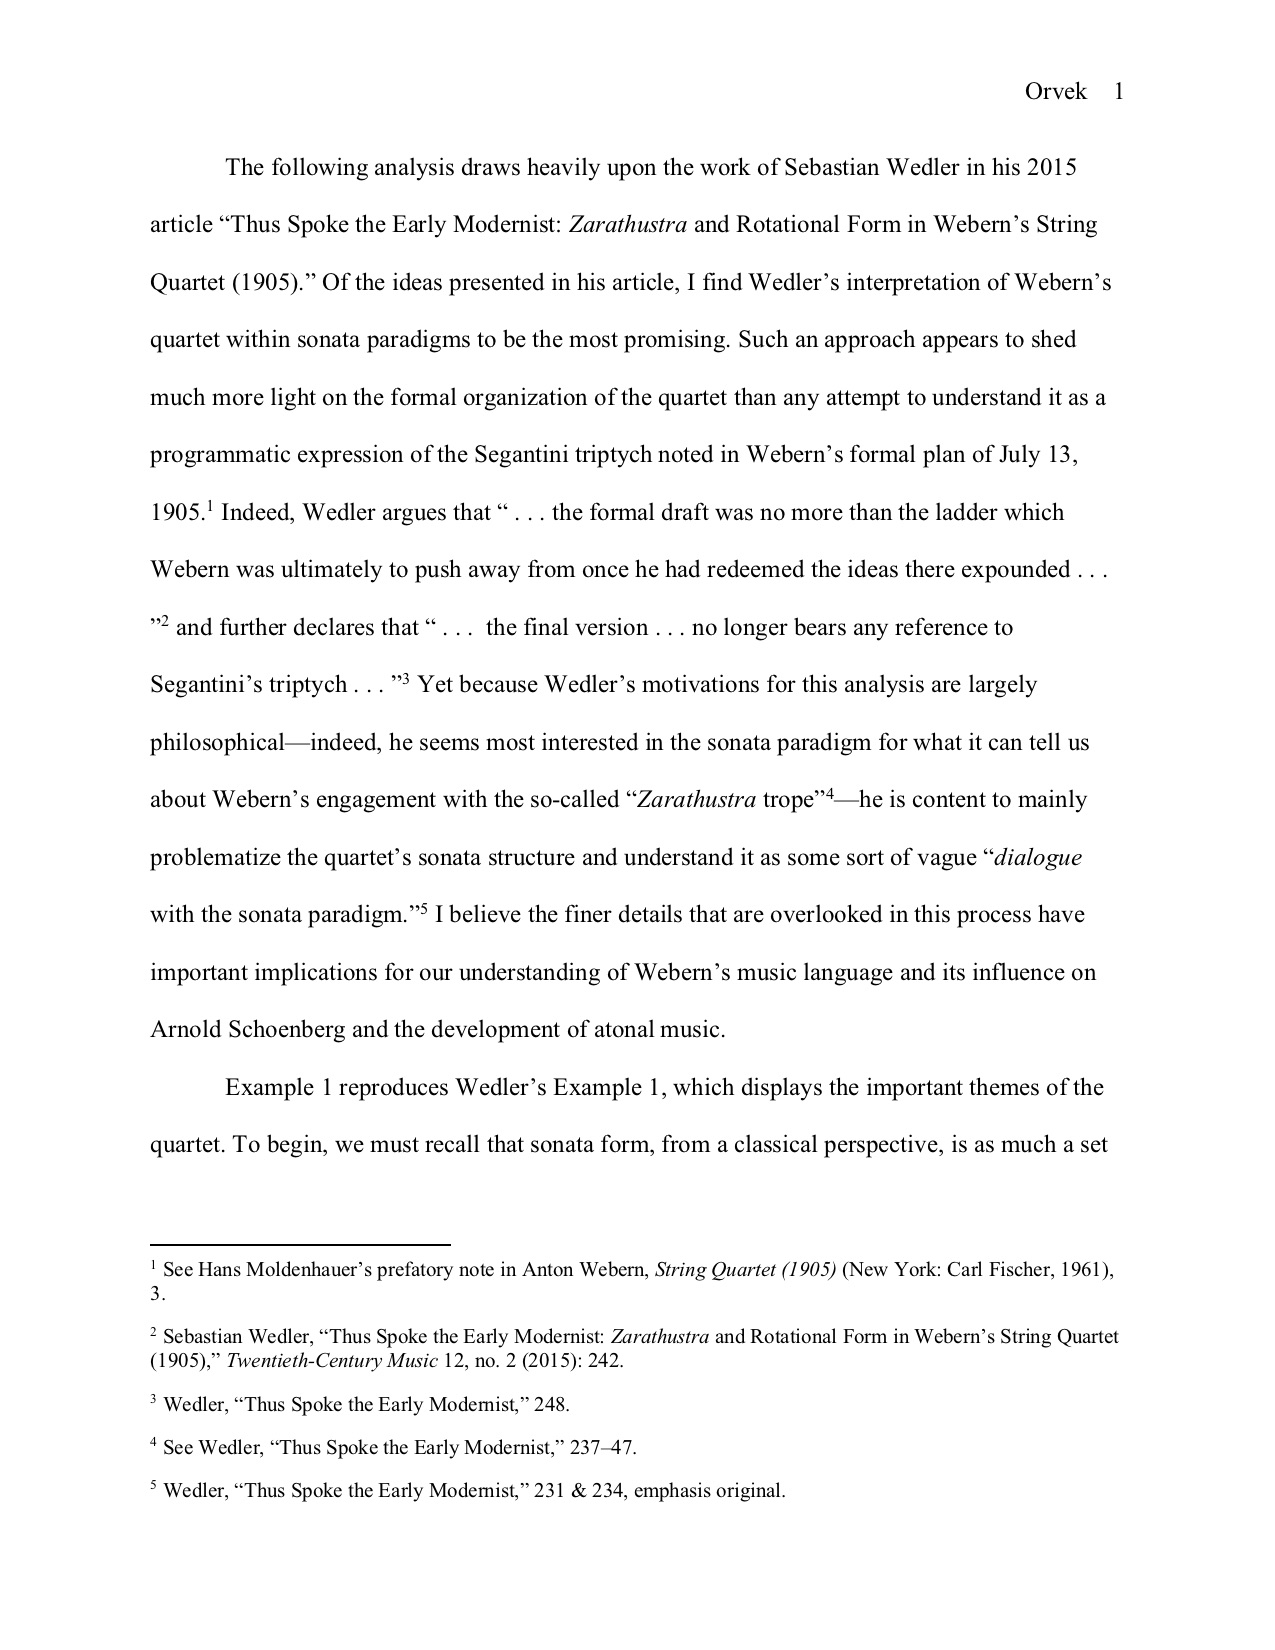 Orvek 1
The following analysis draws heavily upon the work of Sebastian Wedler in his 2015
article “Thus Spoke the Early Modernist: Zarathustra and Rotational Form in Webern’s String
Quartet (1905).” Of the ideas presented in his article, I find Wedler’s interpretation of Webern’s
quartet within sonata paradigms to be the most promising. Such an approach appears to shed
much more light on the formal organization of the quartet than any attempt to understand it as a
programmatic expression of the Segantini triptych noted in Webern’s formal plan of July 13,
1905.¹ Indeed, Wedler argues that “ . . . the formal draft was no more than the ladder which
Webern was ultimately to push away from once he had redeemed the ideas there expounded . . .
”² and further declares that “ . . . the final version . . . no longer bears any reference to
Segantini’s triptych . . . ”³ Yet because Wedler’s motivations for this analysis are largely
philosophical—indeed, he seems most interested in the sonata paradigm for what it can tell us
about Webern’s engagement with the so-called “Zarathustra trope”⁴—he is content to mainly
problematize the quartet’s sonata structure and understand it as some sort of vague “dialogue
with the sonata paradigm.”⁵ I believe the finer details that are overlooked in this process have
important implications for our understanding of Webern’s music language and its influence on
Arnold Schoenberg and the development of atonal music.
Example 1 reproduces Wedler’s Example 1, which displays the important themes of the
quartet. To begin, we must recall that sonata form, from a classical perspective, is as much a set
¹ See Hans Moldenhauer’s prefatory note in Anton Webern, String Quartet (1905) (New York: Carl Fischer, 1961),
3.
² Sebastian Wedler, “Thus Spoke the Early Modernist: Zarathustra and Rotational Form in Webern’s String Quartet
(1905),” Twentieth-Century Music 12, no. 2 (2015): 242.
³ Wedler, “Thus Spoke the Early Modernist,” 248.
⁴ See Wedler, “Thus Spoke the Early Modernist,” 237–47.
⁵ Wedler, “Thus Spoke the Early Modernist,” 231 & 234, emphasis original.